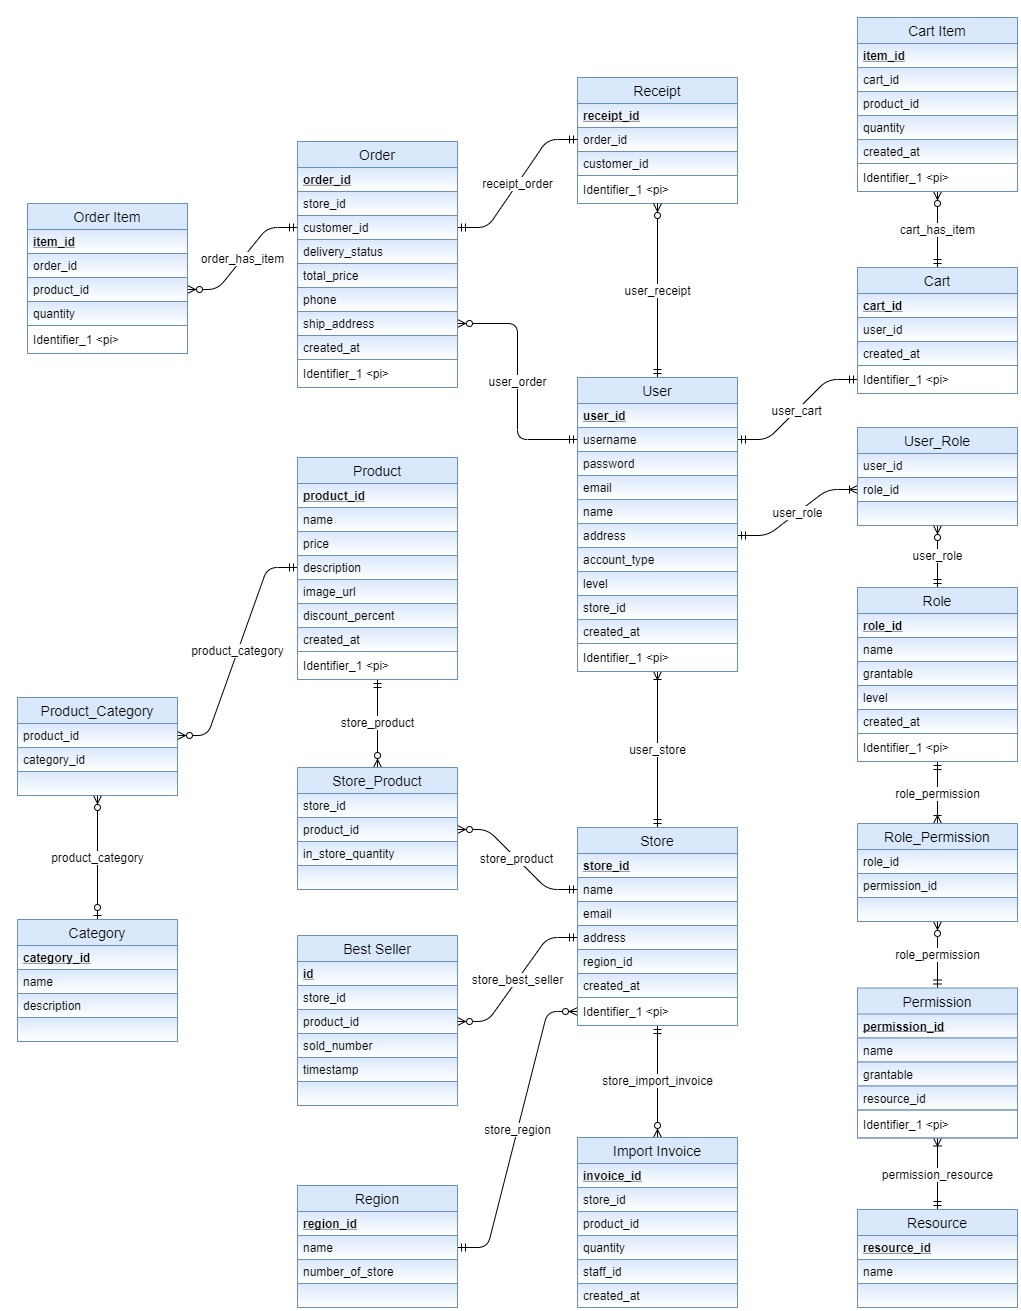 Cart Item
item_id
cart_id
product_id
quantity
created_at
Identifier_1 <pi>
cart_has_item
Receipt
receipt_id
order_id
customer_id
Identifier_1 <pi>
receipt_order
Order
order_id
store_id
customer_id
delivery_status
total_price
phone
ship_address
created_at
Identifier_1 <pi>
Order Item
item_id
order_id
product_id
quantity
Identifier_1 <pi>
order_has_item
user_receipt
user_order
Cart
cart_id
user_id
created_at
Identifier_1 <pi>
user_cart
User
user_id
username
password
email
name
address
account_type
level
store_id
created_at
Identifier_1 <pi>
User_Role
user_id
role_id
user_role
user_role
Product
product_id
name
price
description
image_url
discount_percent
created_at
Identifier_1 <pi>
product_category
store_product
Role
role_id
name
grantable
level
created_at
Identifier_1 <pi>
role_permission
Product_Category
product_id
category_id
product_category
user_store
Store_Product
store_id
product_id
in_store_quantity
store_product
Store
store_id
name
email
address
region_id
created_at
Identifier_1 <pi>
Role_Permission
role_id
permission_id
role_permission
Category
category_id
name
description
Best Seller
id
store_id
product_id
sold_number
timestamp
store_best_seller
store_import_invoice
store_region
Permission
permission_id
name
grantable
resource_id
Identifier_1 <pi>
permission_resource
Region
region_id
name
number_of_store
Import Invoice
invoice_id
store_id
product_id
quantity
staff_id
created_at
Resource
resource_id
name